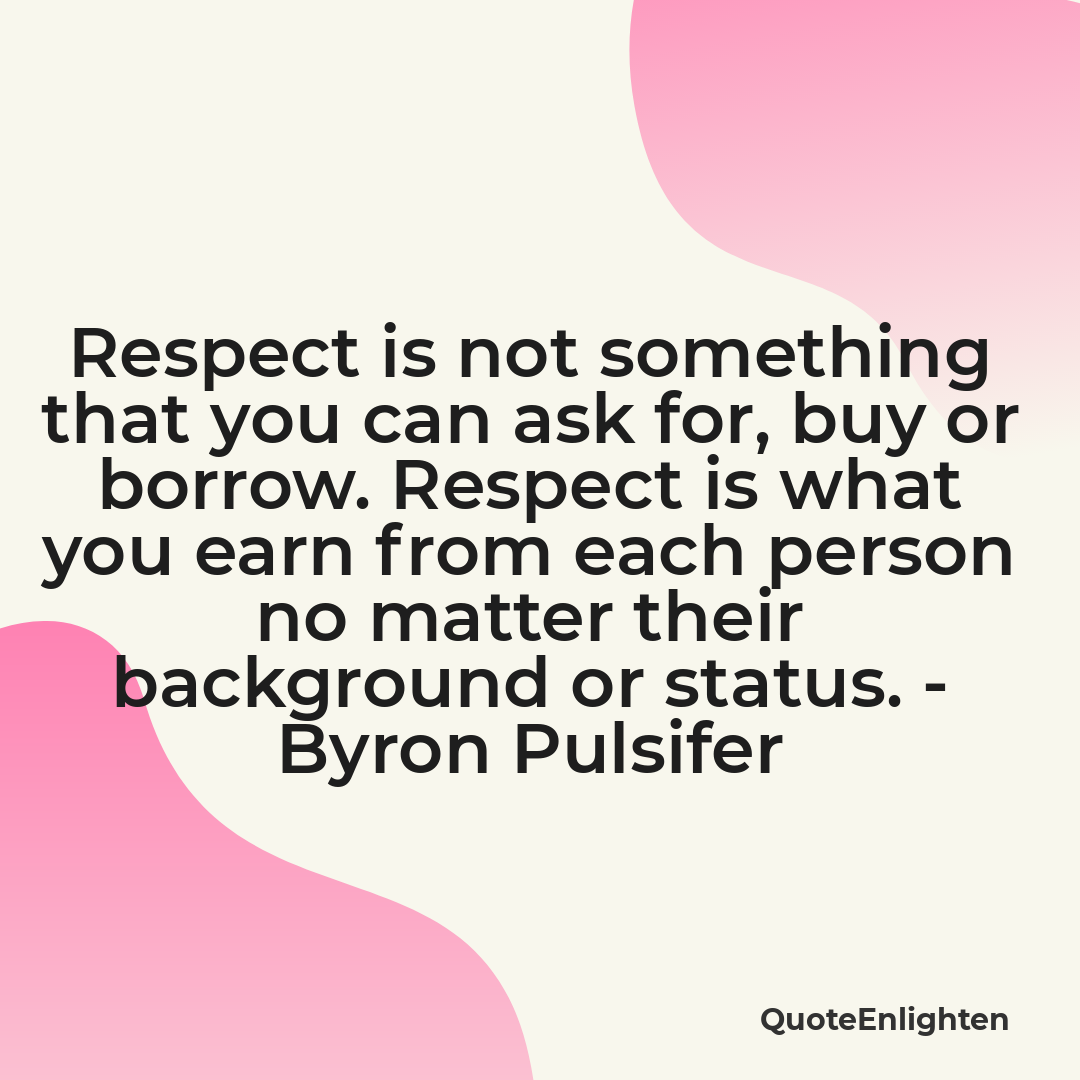 Respect is not something
that you can ask for, buy or
borrow. Respect is what
you earn from each person
no matter their
background or status. -
Byron Pulsifer
QuoteEnlighten